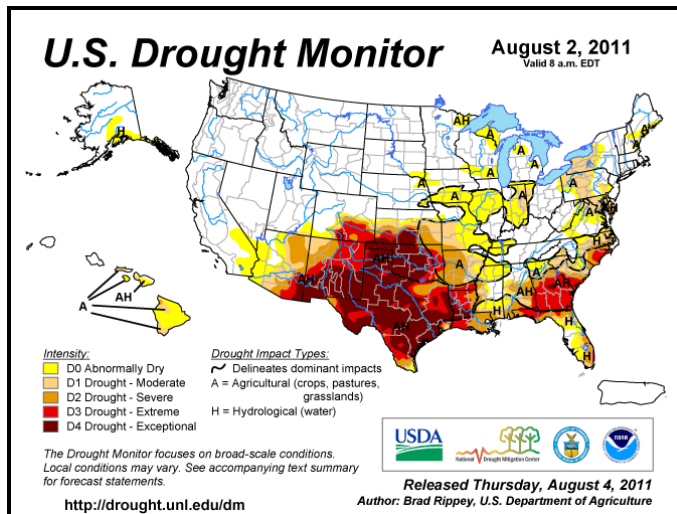 U.S. Drought Monitor
August 2, 2011
Valid 8 a.m. EDT
H
AH
A
A
A
A
A
A
A
A
A
A
A
A
AH
AH
AH
AH
AH
A
A
H
H
H
H
H
A
AH
Intensity:
D0 Abnormally Dry
D1 Drought - Moderate
D2 Drought - Severe
D3 Drought - Extreme
D4 Drought - Exceptional
Drought Impact Types:
Delineates dominant impacts
A = Agricultural (crops, pastures,
grasslands)
H = Hydrological (water)
The Drought Monitor focuses on broad-scale conditions.
Local conditions may vary. See accompanying text summary
for forecast statements.
http://drought.unl.edu/dm
USDA
National Drought Mitigation Center
Released Thursday, August 4, 2011
Author: Brad Rippey, U.S. Department of Agriculture